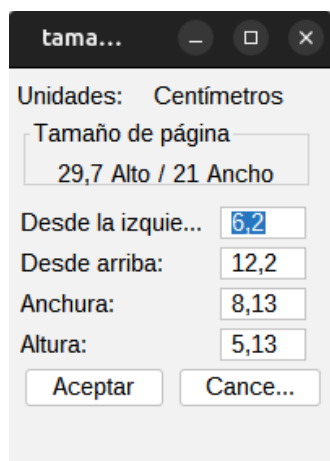 tama...
Unidades: Centímetros
Tamaño de página
29,7 Alto / 21 Ancho
Desde la izquie... 6,2
Desde arriba: 12,2
Anchura: 8,13
Altura: 5,13
Aceptar Cance...